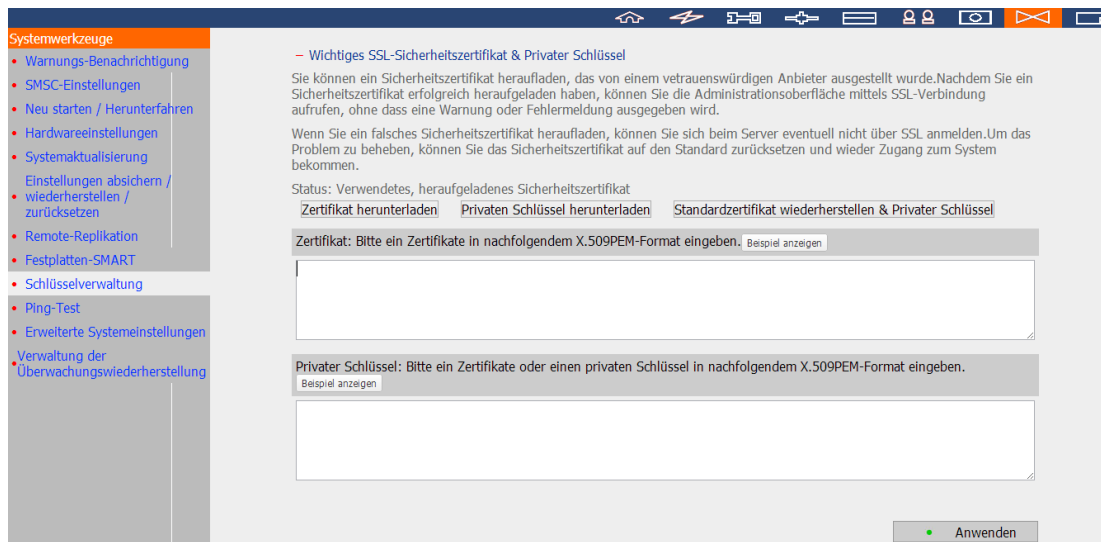 Systemwerkzeuge
Warnungs-Benachrichtigung
SMSC-Einstellungen
Neu starten / Herunterfahren
Hardwareeinstellungen
Systemaktualisierung
Einstellungen absichern /
wiederherstellen /
zurücksetzen
Remote-Replikation
Festplatten-SMART
Schlüsselverwaltung
Ping-Test
Erweiterte Systemeinstellungen
Verwaltung der
Überwachungswiederherstellung
– Wichtiges SSL-Sicherheitszertifikat & Privater Schlüssel
Sie können ein Sicherheitszertifikat heraufladen, das von einem vetrauenswürdigen Anbieter ausgestellt wurde.Nachdem Sie ein
Sicherheitszertifikat erfolgreich heraufgeladen haben, können Sie die Administrationsoberfläche mittels SSL-Verbindung
aufrufen, ohne dass eine Warnung oder Fehlermeldung ausgegeben wird.
Wenn Sie ein falsches Sicherheitszertifikat heraufladen, können Sie sich beim Server eventuell nicht über SSL anmelden.Um das
Problem zu beheben, können Sie das Sicherheitszertifikat auf den Standard zurücksetzen und wieder Zugang zum System
bekommen.
Status: Verwendetes, heraufgeladenes Sicherheitszertifikat
Zertifikat herunterladen Privaten Schlüssel herunterladen Standardzertifikat wiederherstellen & Privater Schlüssel
Zertifikat: Bitte ein Zertifikate in nachfolgendem X.509PEM-Format eingeben. Beispiel anzeigen
Privater Schlüssel: Bitte ein Zertifikate oder einen privaten Schlüssel in nachfolgendem X.509PEM-Format eingeben.
Beispiel anzeigen
Anwenden